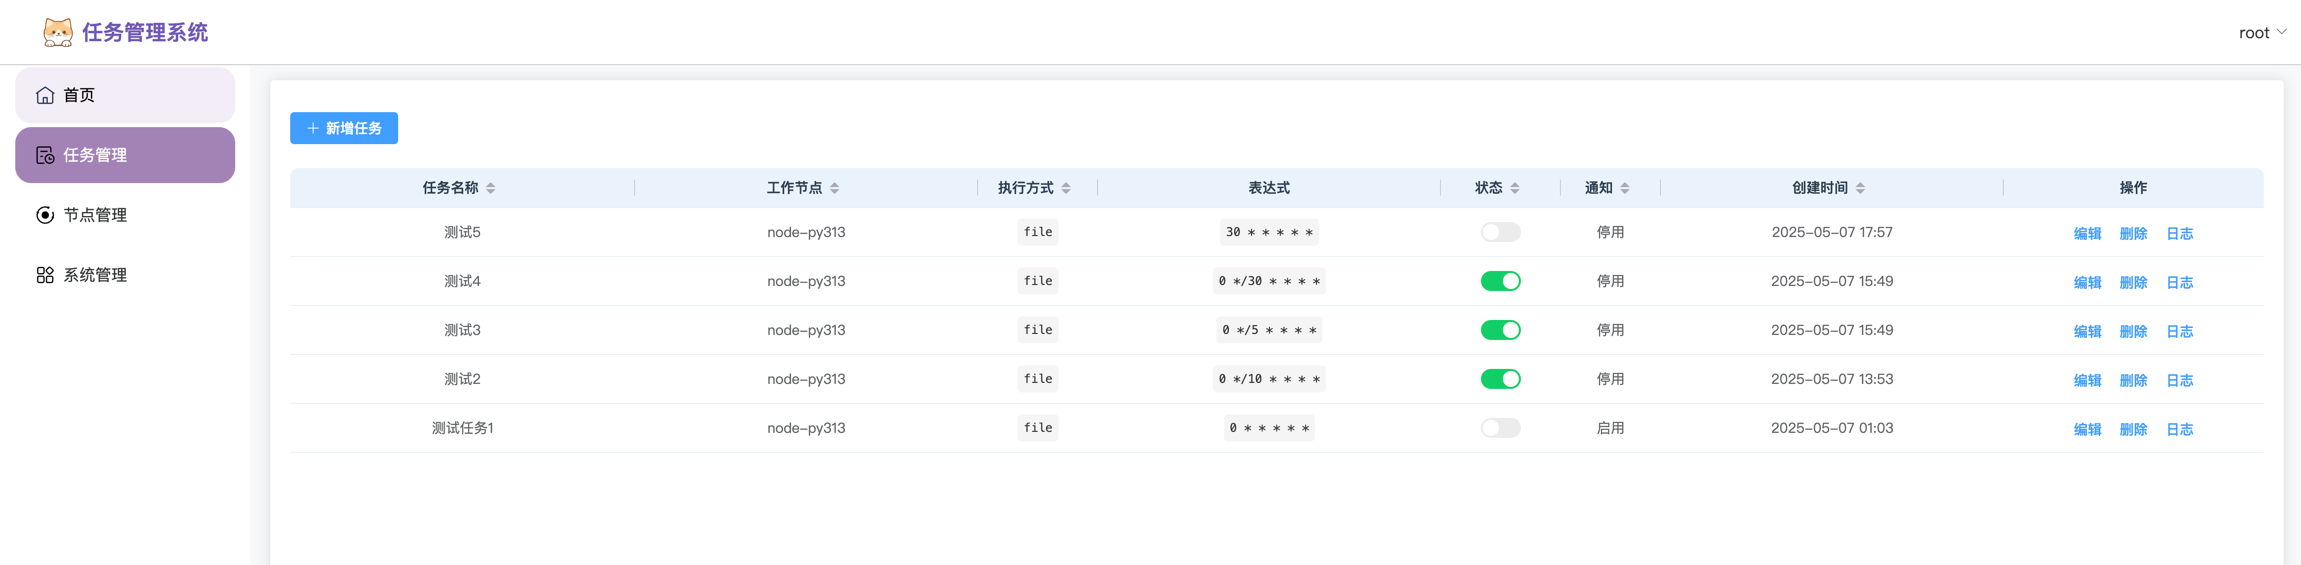 任务管理系统
root
首页
任务管理
节点管理
系统管理
新增任务
任务名称 工作节点 执行方式 表达式 状态 通知 创建时间 操作
测试5 node-py313 file 30 * * * * * 停用 2025-05-07 17:57 编辑 删除 日志
测试4 node-py313 file 0 */30 * * * * 停用 2025-05-07 15:49 编辑 删除 日志
测试3 node-py313 file 0 */5 * * * * 停用 2025-05-07 15:49 编辑 删除 日志
测试2 node-py313 file 0 */10 * * * * 停用 2025-05-07 13:53 编辑 删除 日志
测试任务1 node-py313 file 0 * * * * * 启用 2025-05-07 01:03 编辑 删除 日志